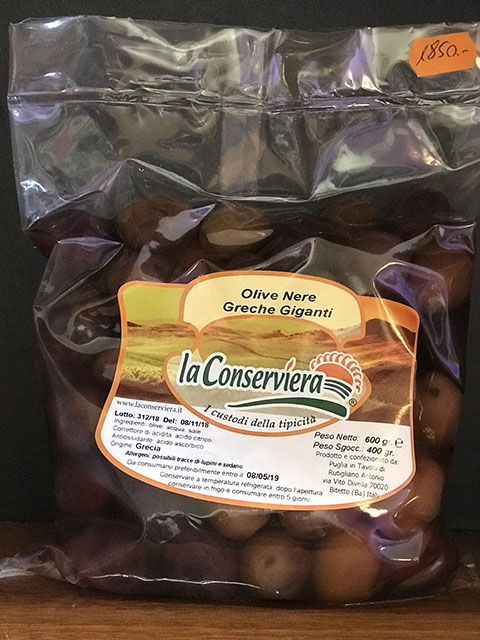 1850.-
Olive Nere
Greche Giganti
la Conserviera
®
I custodi della tipicità
www.laconserviera.it
Lotto: 312/18 Del: 08/11/18
Ingredienti: olive, acqua, sale
Correttore di acidità: acido citrico
Antiossidante: acido ascorbico
Origine: Grecia
Allergeni: possibili tracce di lupini e sedano
Da consumarsi preferibilmente entro il 08/05/19
Conservare a temperatura refrigerata, dopo l'apertura
conservare in frigo e consumare entro 5 giorni
Peso Netto: 600 gr. e
Peso Sgocc.: 400 gr.
Prodotto e confezionato da:
Puglia in Tavola di
Rutigliano Antonio
via Vito Divella 70020
Bitetto (Ba) Italy